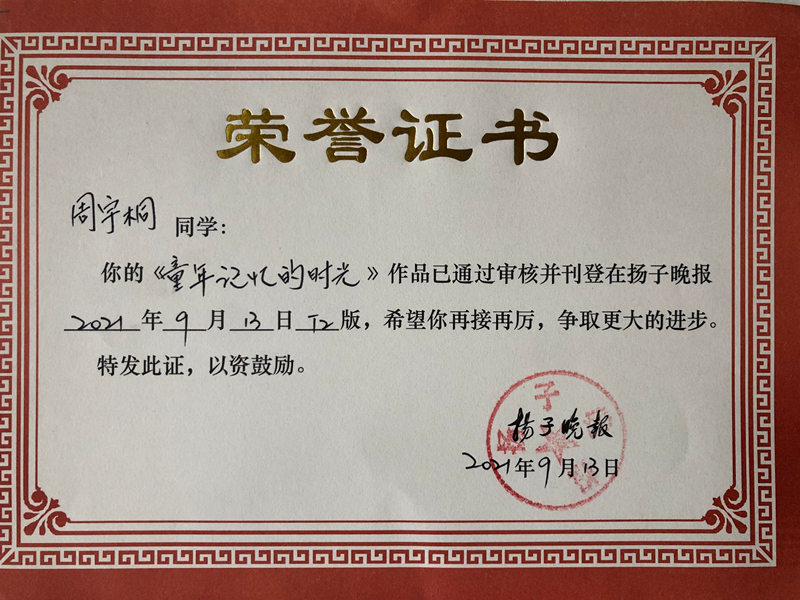 荣誉证书
周宇桐 同学：
你的《童年记忆的时光》作品已通过审核并刊登在扬子晚报
2021 年 9 月 13 日 T2 版，希望你再接再厉，争取更大的进步。
特发此证，以资鼓励。
扬子晚报
2021年9月13日